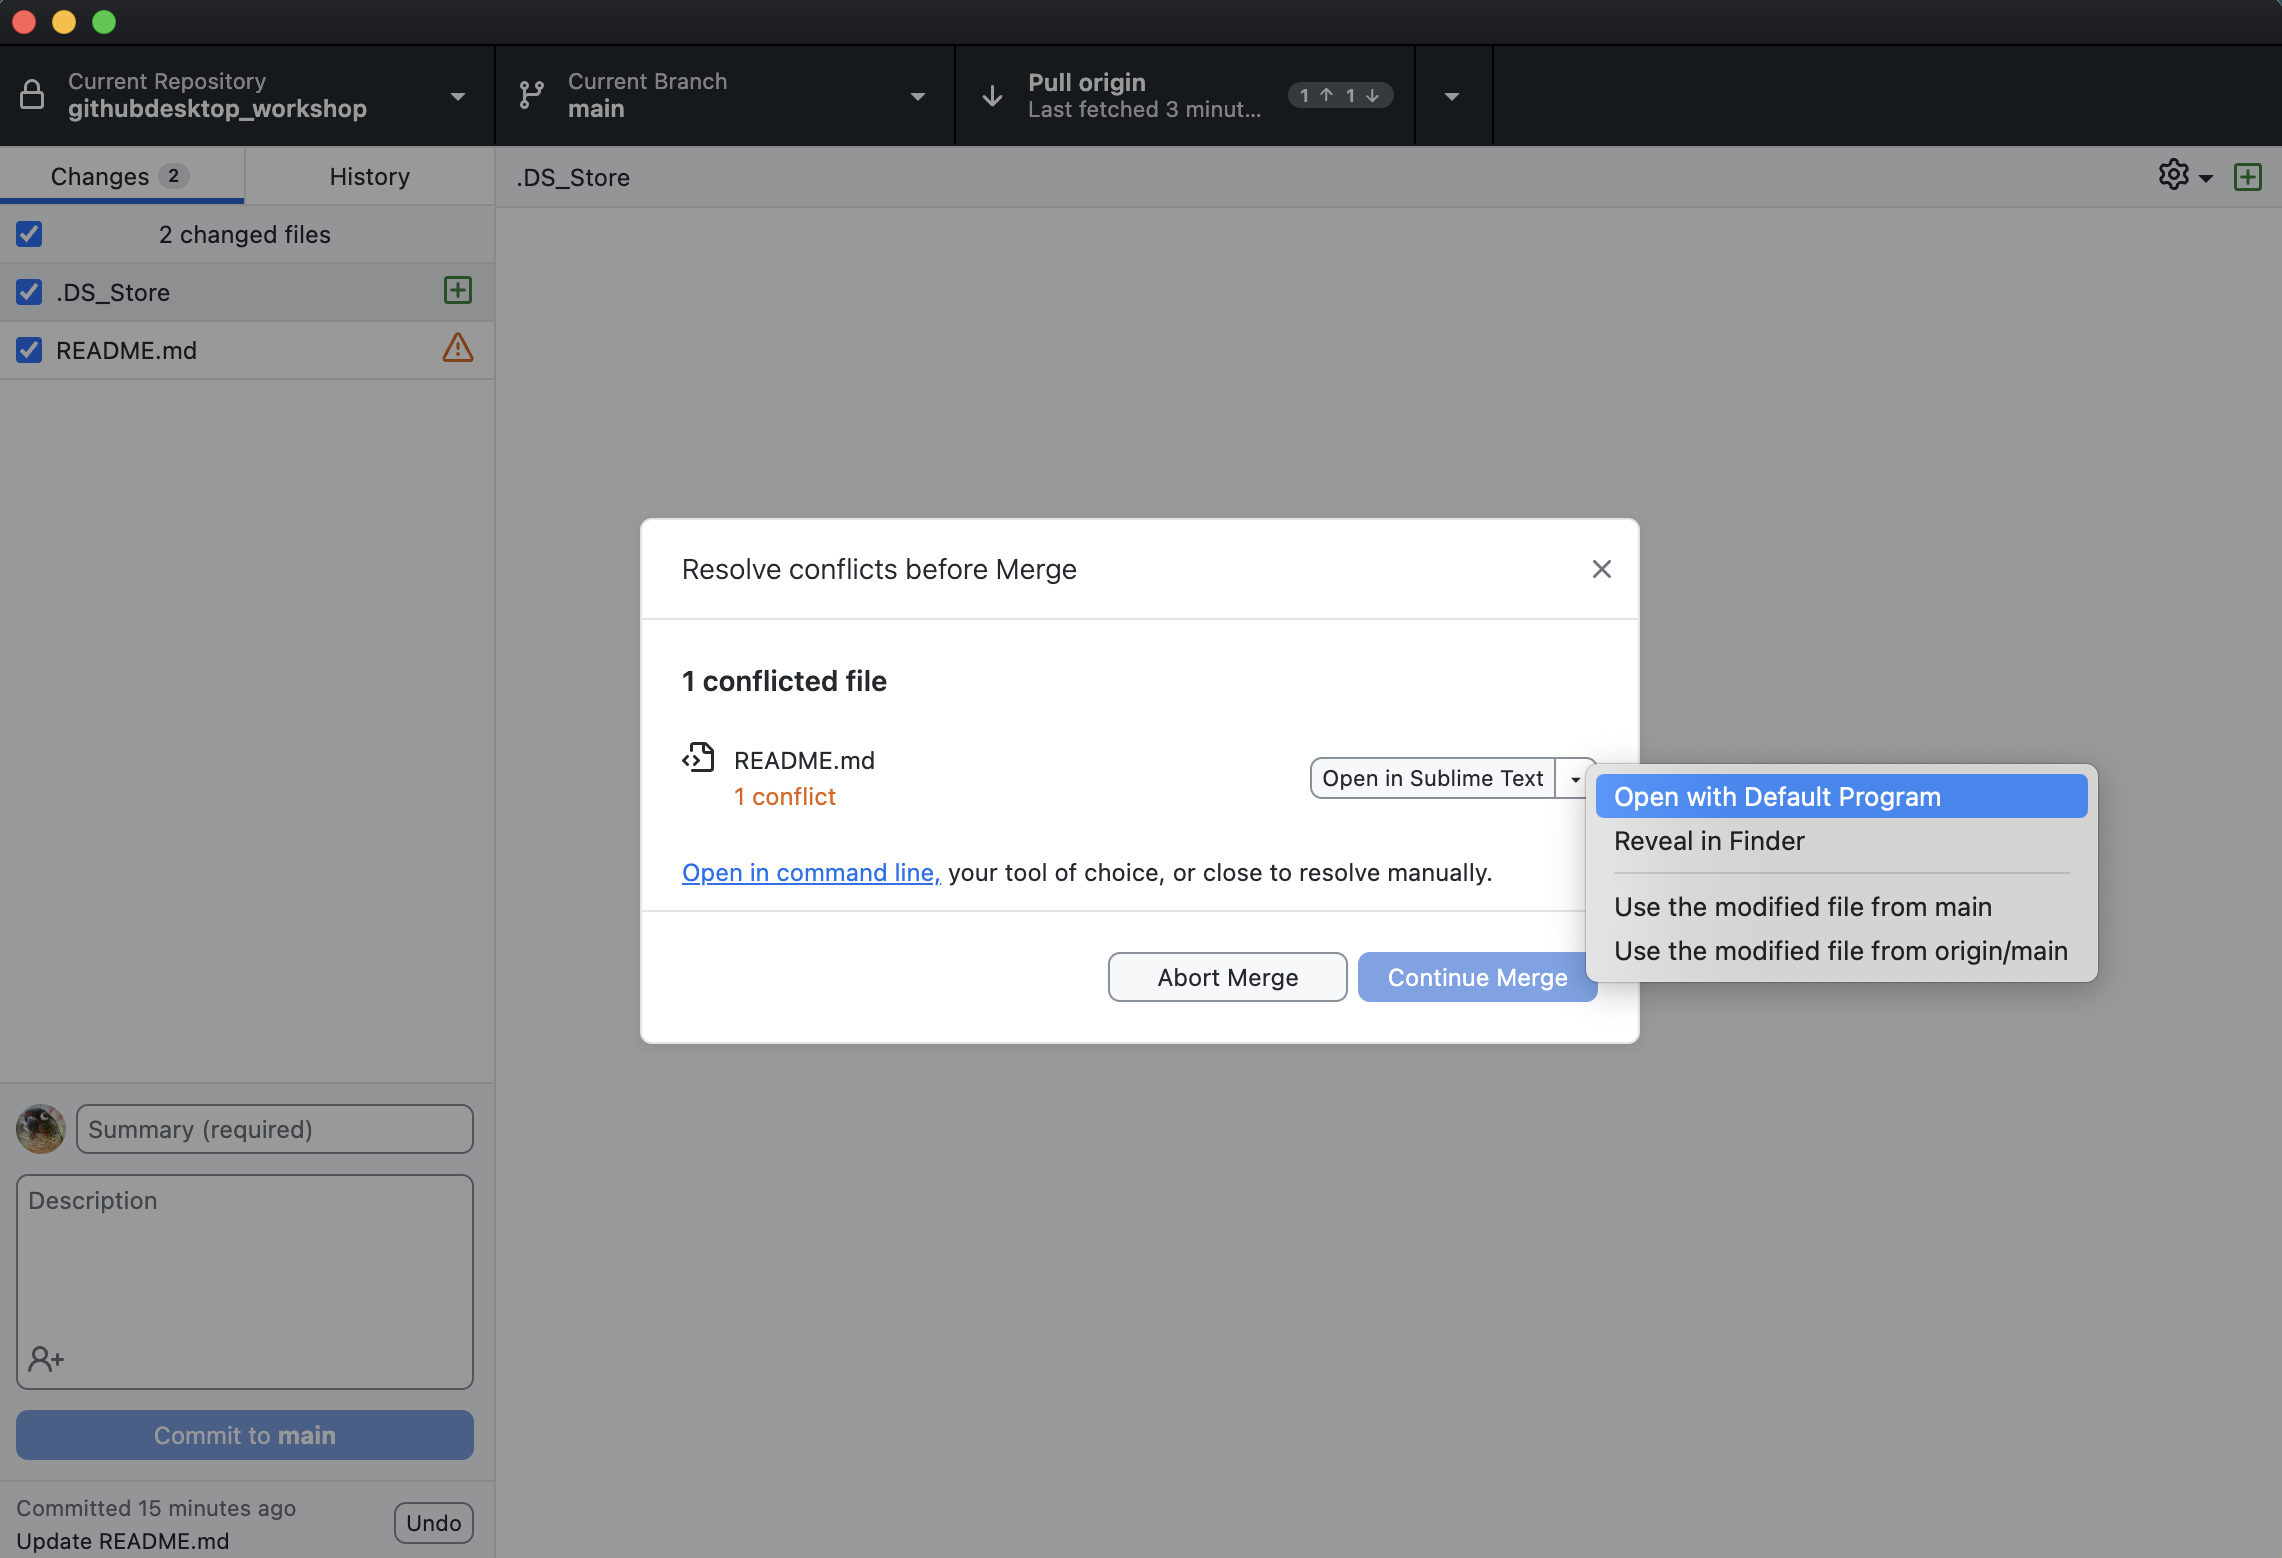 Current Repository
githubdesktop_workshop
Current Branch
main
Pull origin
Last fetched 3 minut...
1 ↑ 1 ↓
Changes 2
History
.DS_Store
2 changed files
.DS_Store
README.md
Resolve conflicts before Merge
1 conflicted file
README.md
1 conflict
Open in Sublime Text
Open with Default Program
Reveal in Finder
Use the modified file from main
Use the modified file from origin/main
Open in command line, your tool of choice, or close to resolve manually.
Abort Merge
Continue Merge
Summary (required)
Description
Commit to main
Committed 15 minutes ago
Update README.md
Undo